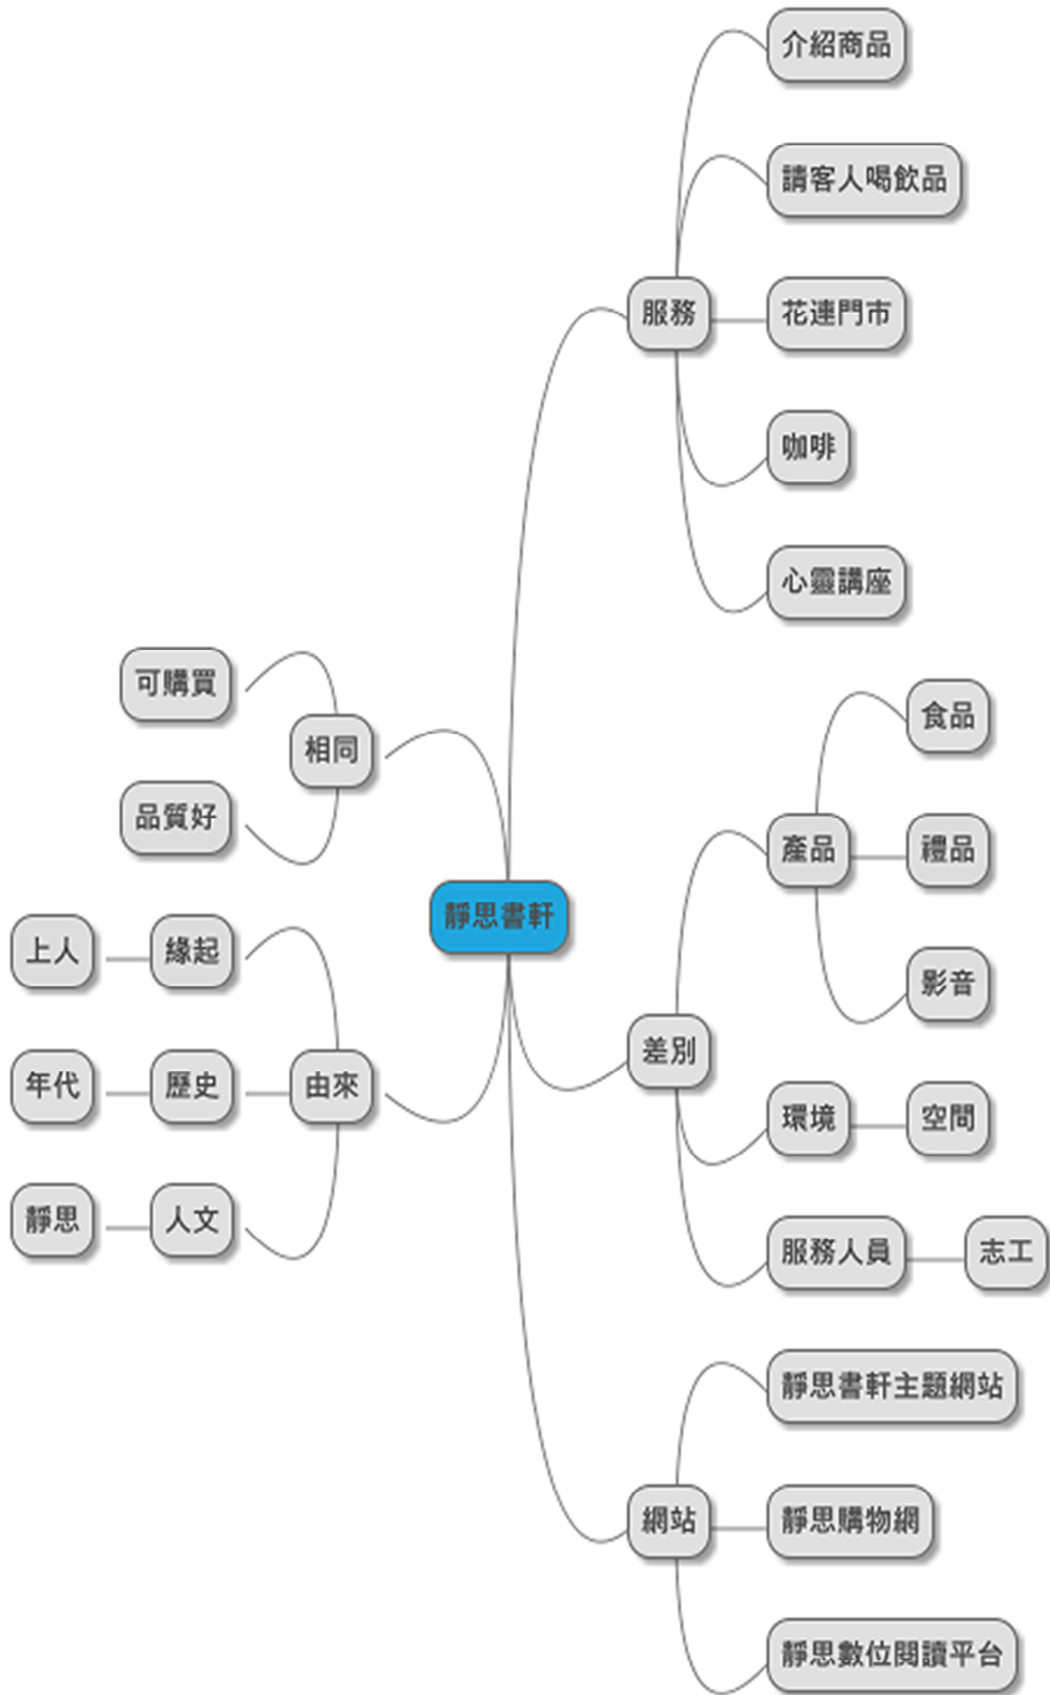 靜思書軒
服務
介紹商品
請客人喝飲品
花連門市
咖啡
心靈講座
差別
產品
食品
禮品
影音
環境
空間
服務人員
志工
網站
靜思書軒主題網站
靜思購物網
靜思數位閱讀平台
相同
可購買
品質好
由來
緣起
上人
歷史
年代
人文
靜思